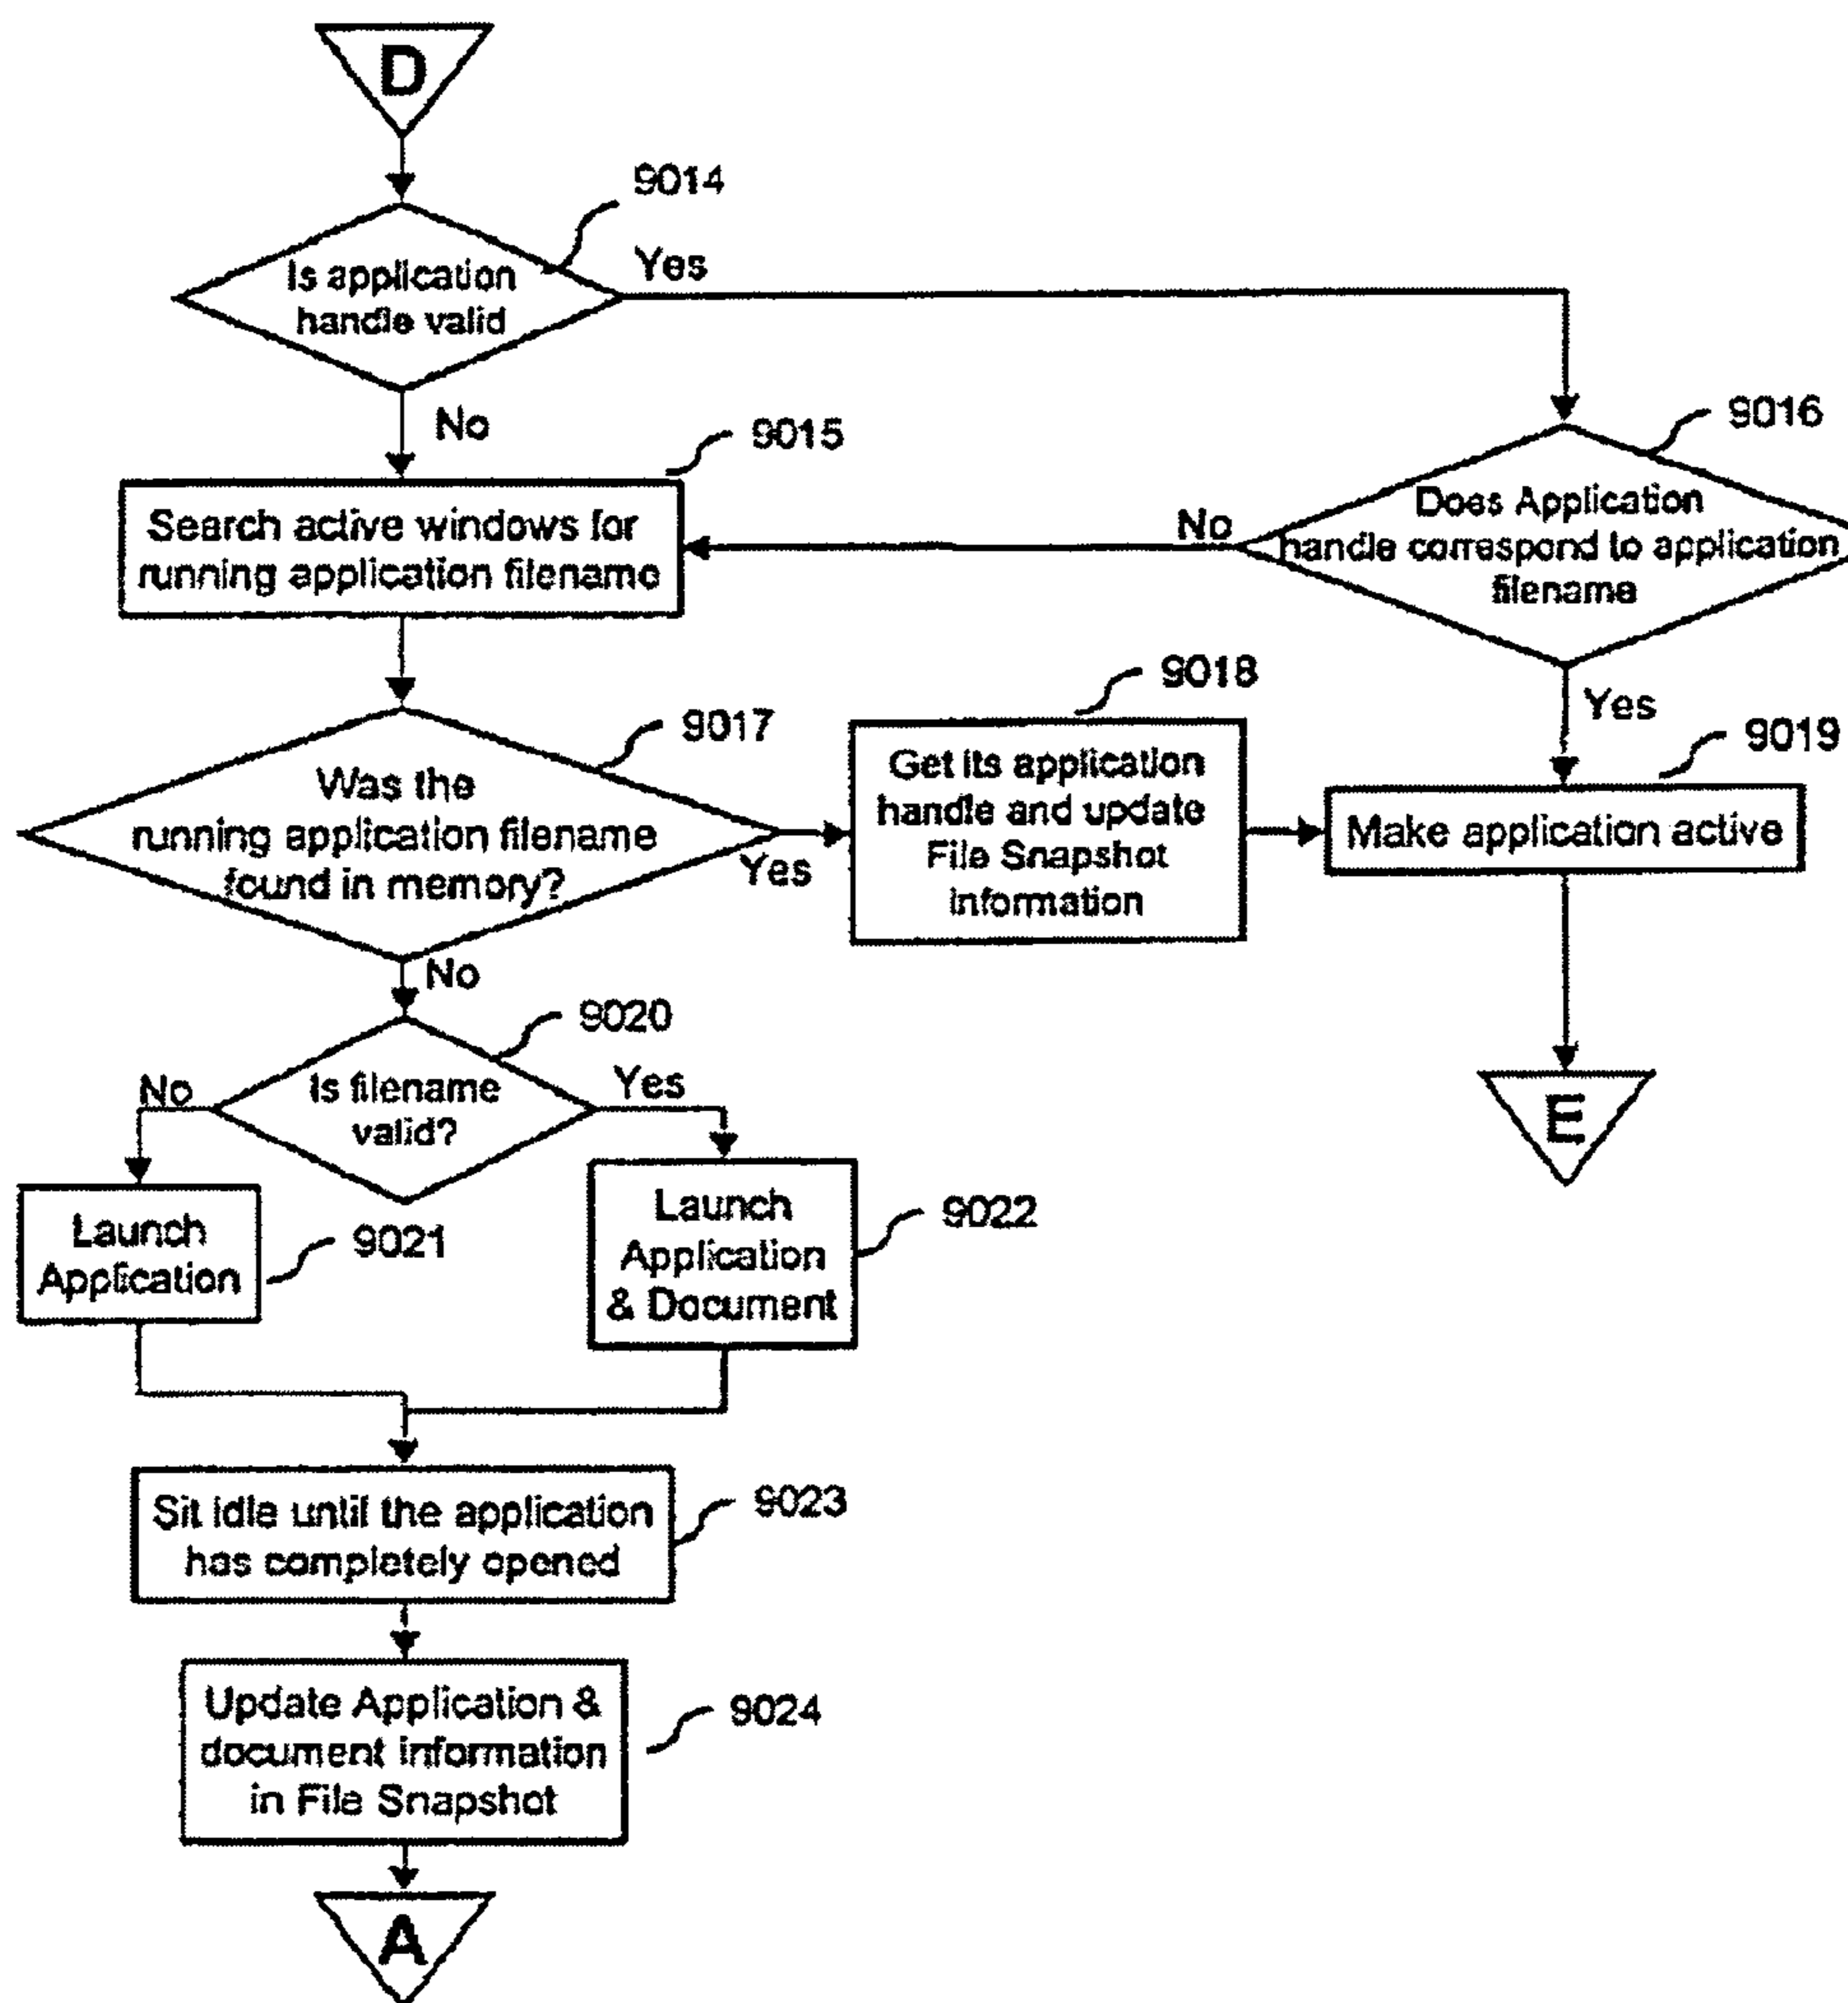 D
9014
Is application
handle valid
Yes
No
9015
Search active windows for
running application filename
9016
Does Application
handle correspond to application
filename
No
Yes
9017
Was the
running application filename
found in memory?
Yes
No
9018
Get its application
handle and update
File Snapshot
information
9019
Make application active
E
9020
Is filename
valid?
No
Yes
Launch
Application
9021
Launch
Application
& Document
9022
Sit idle until the application
has completely opened
9023
Update Application &
document information
in File Snapshot
9024
A